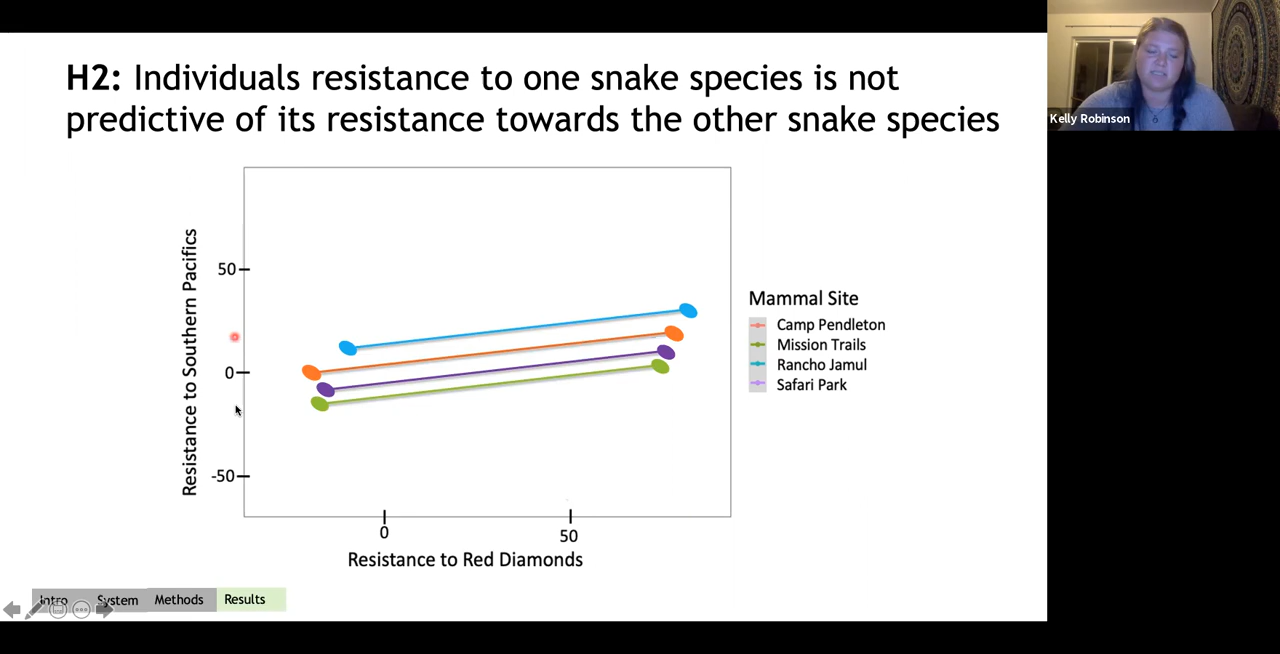 H2: Individuals resistance to one snake species is not
predictive of its resistance towards the other snake species
Kelly Robinson
Resistance to Southern Pacifics
50
0
-50
0
50
Resistance to Red Diamonds
Mammal Site
Camp Pendleton
Mission Trails
Rancho Jamul
Safari Park
Intro System Methods Results